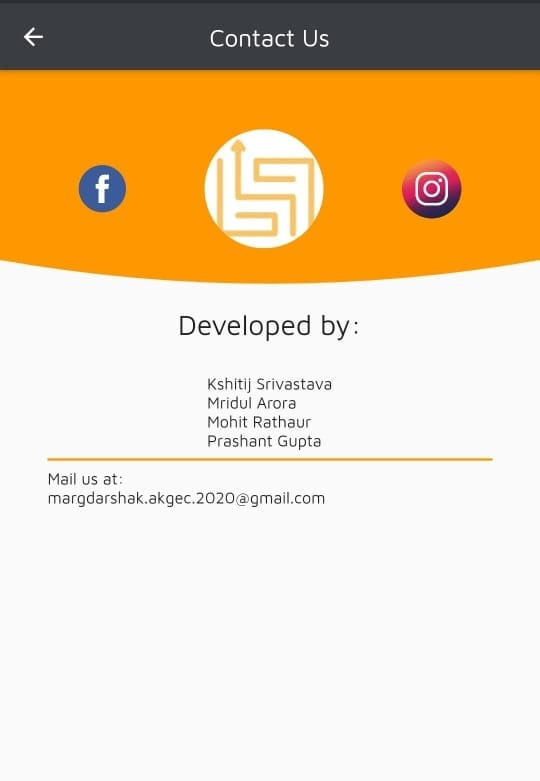 Contact Us
Developed by:
Kshitij Srivastava
Mridul Arora
Mohit Rathaur
Prashant Gupta
Mail us at:
margdarshak.akgec.2020@gmail.com